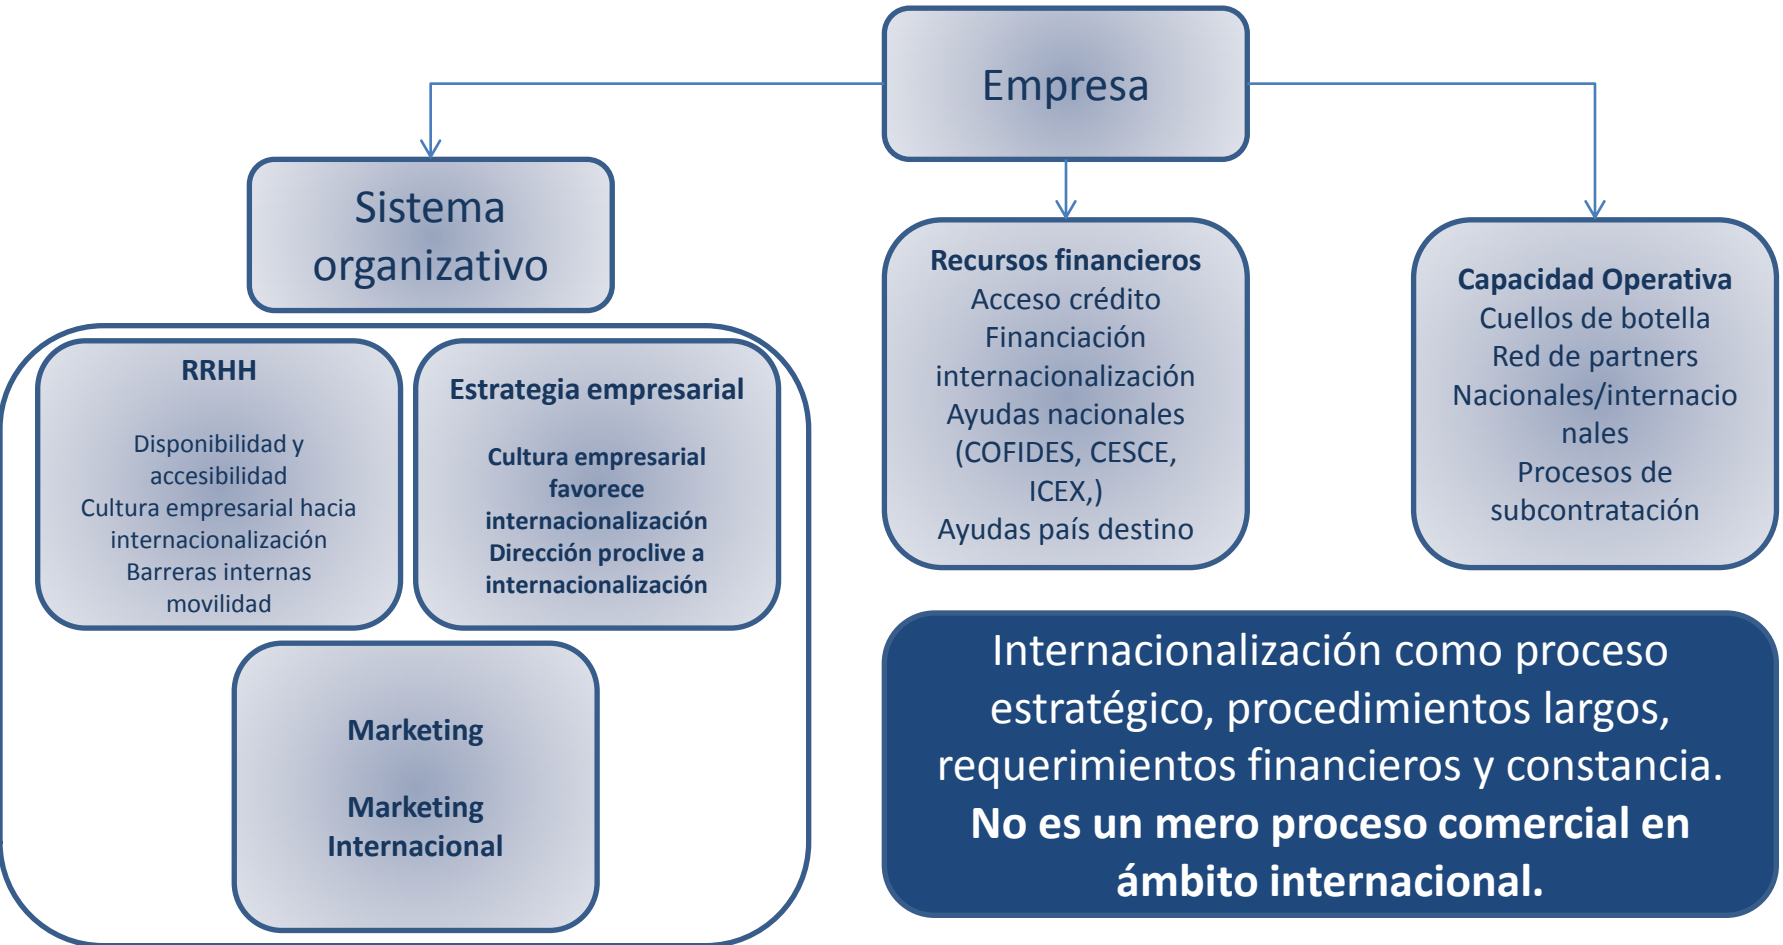 Empresa
Sistema
organizativo
RRHH
Disponibilidad y
accesibilidad
Cultura empresarial hacia
internacionalización
Barreras internas
movilidad
Estrategia empresarial
Cultura empresarial
favorece
internacionalización
Dirección proclive a
internacionalización
Marketing
Marketing
Internacional
Recursos financieros
Acceso crédito
Financiación
internacionalización
Ayudas nacionales
(COFIDES, CESCE,
ICEX,)
Ayudas país destino
Capacidad Operativa
Cuellos de botella
Red de partners
Nacionales/internacio
nales
Procesos de
subcontratación
Internacionalización como proceso
estratégico, procedimientos largos,
requerimientos financieros y constancia.
No es un mero proceso comercial en
ámbito internacional.